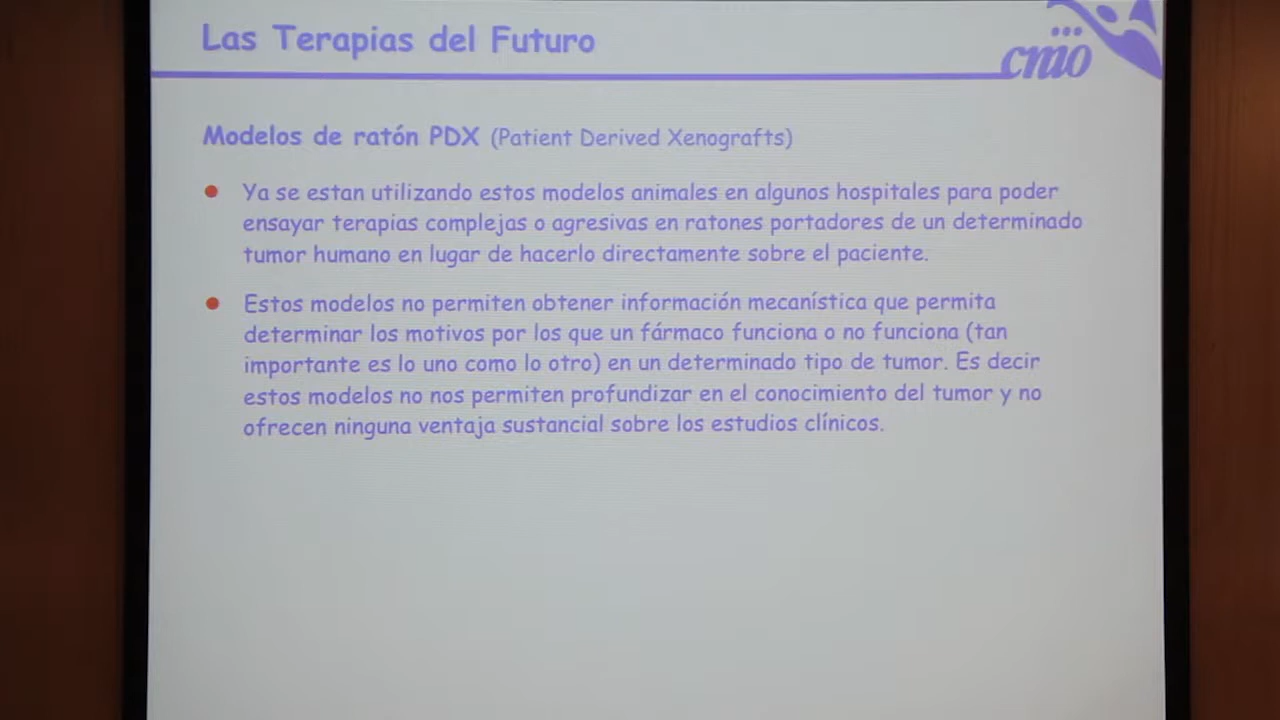 Las Terapias del Futuro
cnio
Modelos de ratón PDX (Patient Derived Xenografts)
Ya se estan utilizando estos modelos animales en algunos hospitales para poder
ensayar terapias complejas o agresivas en ratones portadores de un determinado
tumor humano en lugar de hacerlo directamente sobre el paciente.
Estos modelos no permiten obtener información mecanística que permita
determinar los motivos por los que un fármaco funciona o no funciona (tan
importante es lo uno como lo otro) en un determinado tipo de tumor. Es decir
estos modelos no nos permiten profundizar en el conocimiento del tumor y no
ofrecen ninguna ventaja sustancial sobre los estudios clínicos.